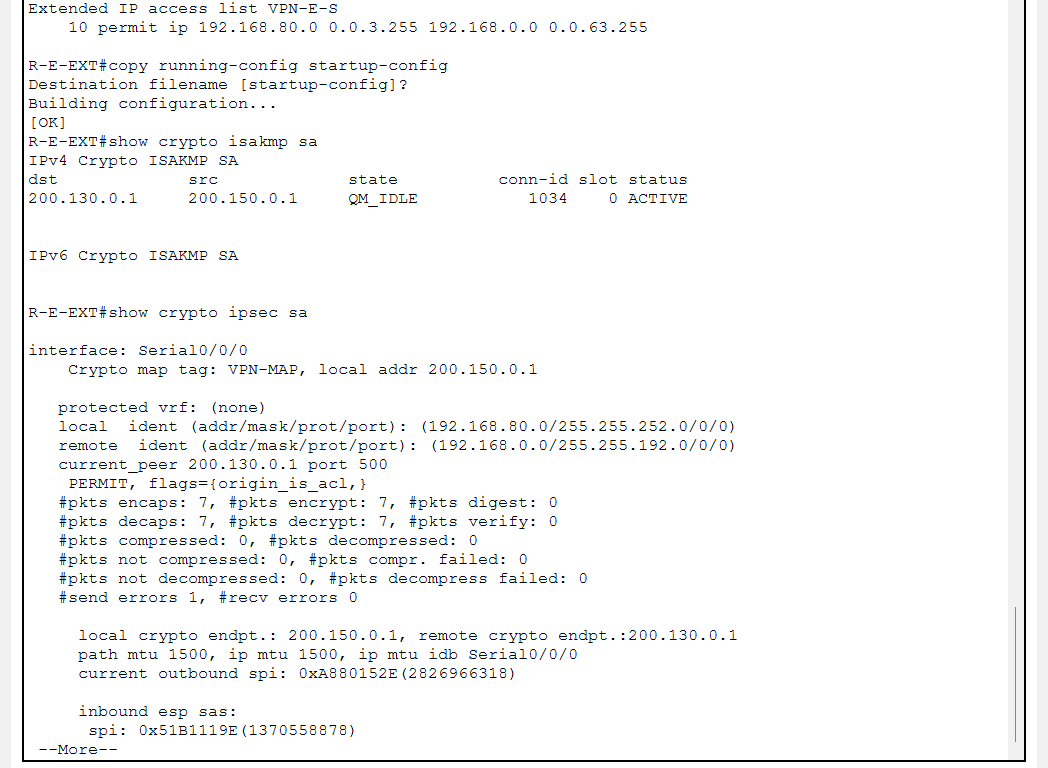 Extended IP access list VPN-E-S
10 permit ip 192.168.80.0 0.0.3.255 192.168.0.0 0.0.63.255
R-E-EXT#copy running-config startup-config
Destination filename [startup-config]?
Building configuration...
[OK]
R-E-EXT#show crypto isakmp sa
IPv4 Crypto ISAKMP SA
dst src state conn-id slot status
200.130.0.1 200.150.0.1 QM_IDLE 1034 0 ACTIVE
IPv6 Crypto ISAKMP SA
R-E-EXT#show crypto ipsec sa
interface: Serial0/0/0
Crypto map tag: VPN-MAP, local addr 200.150.0.1
protected vrf: (none)
local ident (addr/mask/prot/port): (192.168.80.0/255.255.252.0/0/0)
remote ident (addr/mask/prot/port): (192.168.0.0/255.255.192.0/0/0)
current_peer 200.130.0.1 port 500
PERMIT, flags={origin_is_acl,}
#pkts encaps: 7, #pkts encrypt: 7, #pkts digest: 0
#pkts decaps: 7, #pkts decrypt: 7, #pkts verify: 0
#pkts compressed: 0, #pkts decompressed: 0
#pkts not compressed: 0, #pkts compr. failed: 0
#pkts not decompressed: 0, #pkts decompress failed: 0
#send errors 1, #recv errors 0
local crypto endpt.: 200.150.0.1, remote crypto endpt.:200.130.0.1
path mtu 1500, ip mtu 1500, ip mtu idb Serial0/0/0
current outbound spi: 0xA880152E(2826966318)
inbound esp sas:
spi: 0x51B1119E(1370558878)
--More--